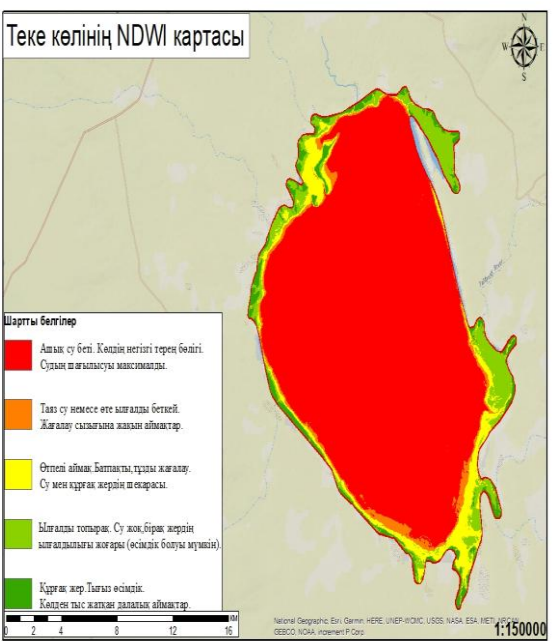 Теке көлінің NDWI картасы
N
W E
S
Шартты белгілер
Ашық су беті. Көлдің негізгі терең бөлігі.
Судың шағылысуы максималды.
Таяз су немесе өте ылғалды беткей.
Жағалау сызығына жақын аймақтар.
Өтпелі аймақ.Батпақты,тұзды жағалау.
Су мен құрғақ жердің шекарасы.
Ылғалды топырақ. Су жоқ,бірақ жердің
ылғалдылығы жоғары (өсімдік болуы мүмкін).
Құрғақ жер.Тығыз өсімдік.
Көлден тыс жатқан далалық аймақтар.
КМ
0 2 4 8 12 16
National Geographic, Esri, Garmin, HERE, UNEP-WCMC, USGS, NASA, ESA, METI, NRCAN,
GEBCO, NOAA, increment P Corp.
1:150000